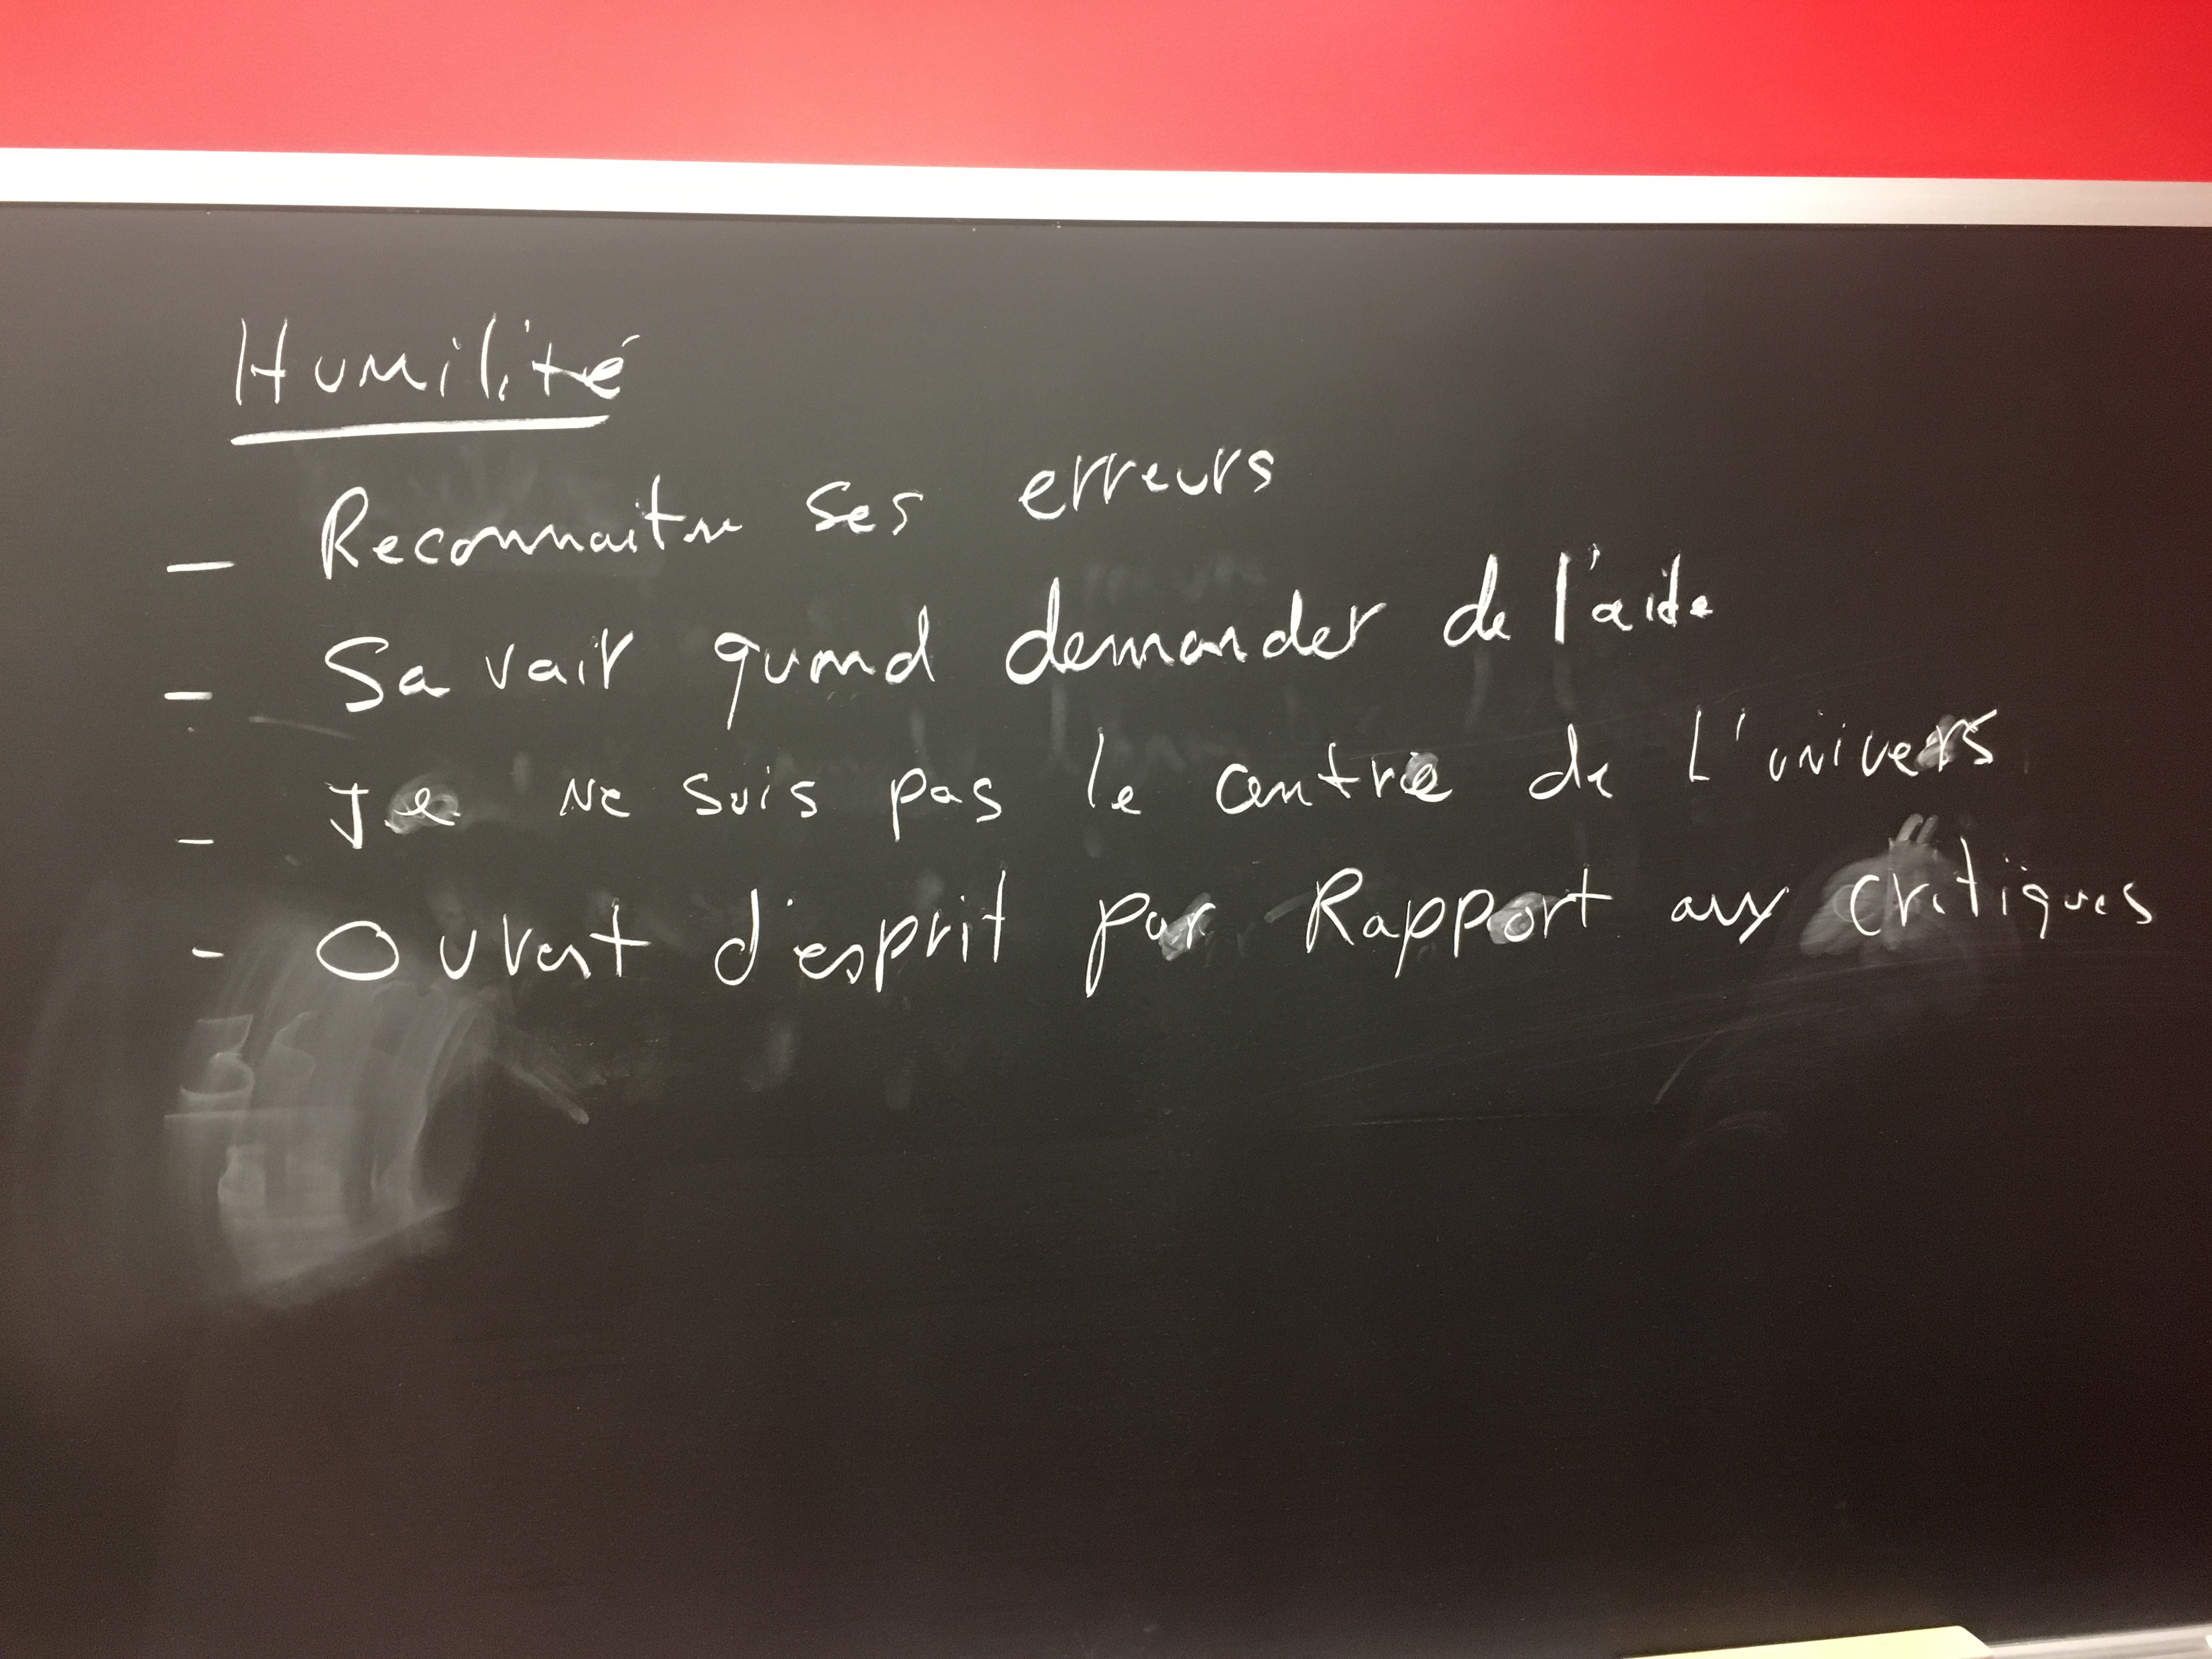 Humilité
- Reconnaitre ses erreurs
- Savoir quand demander de l'aide
- Je ne suis pas le centre de L'univers
- Ouvert d'esprit par Rapport aux critiques